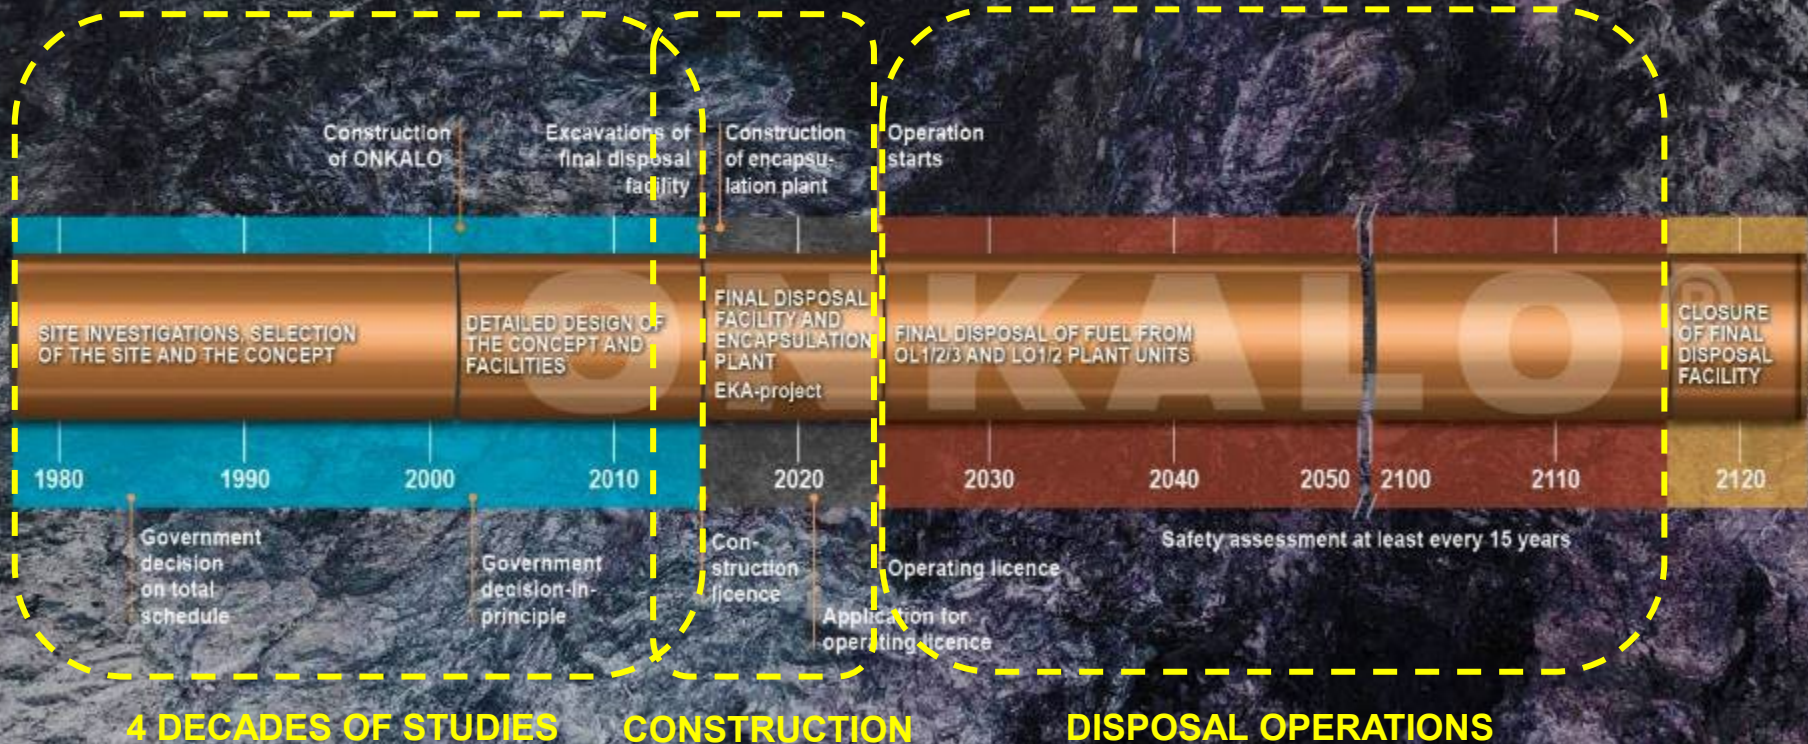 Construction
of ONKALO
Excavations of
final disposal
facility
Construction
of encapsu-
lation plant
Operation
starts
ONKALO®
SITE INVESTIGATIONS, SELECTION
OF THE SITE AND THE CONCEPT
DETAILED DESIGN OF
THE CONCEPT AND
FACILITIES
FINAL DISPOSAL
FACILITY AND
ENCAPSULATION
PLANT
EKA-project
FINAL DISPOSAL OF FUEL FROM
OL1/2/3 AND LO1/2 PLANT UNITS
CLOSURE
OF FINAL
DISPOSAL
FACILITY
1980 1990 2000 2010 2020 2030 2040 2050 2100 2110 2120
Government
decision
on total
schedule
Government
decision-in-
principle
Con-
struction
licence
Application for
operating licence
Operating licence
Safety assessment at least every 15 years
4 DECADES OF STUDIES
CONSTRUCTION
DISPOSAL OPERATIONS